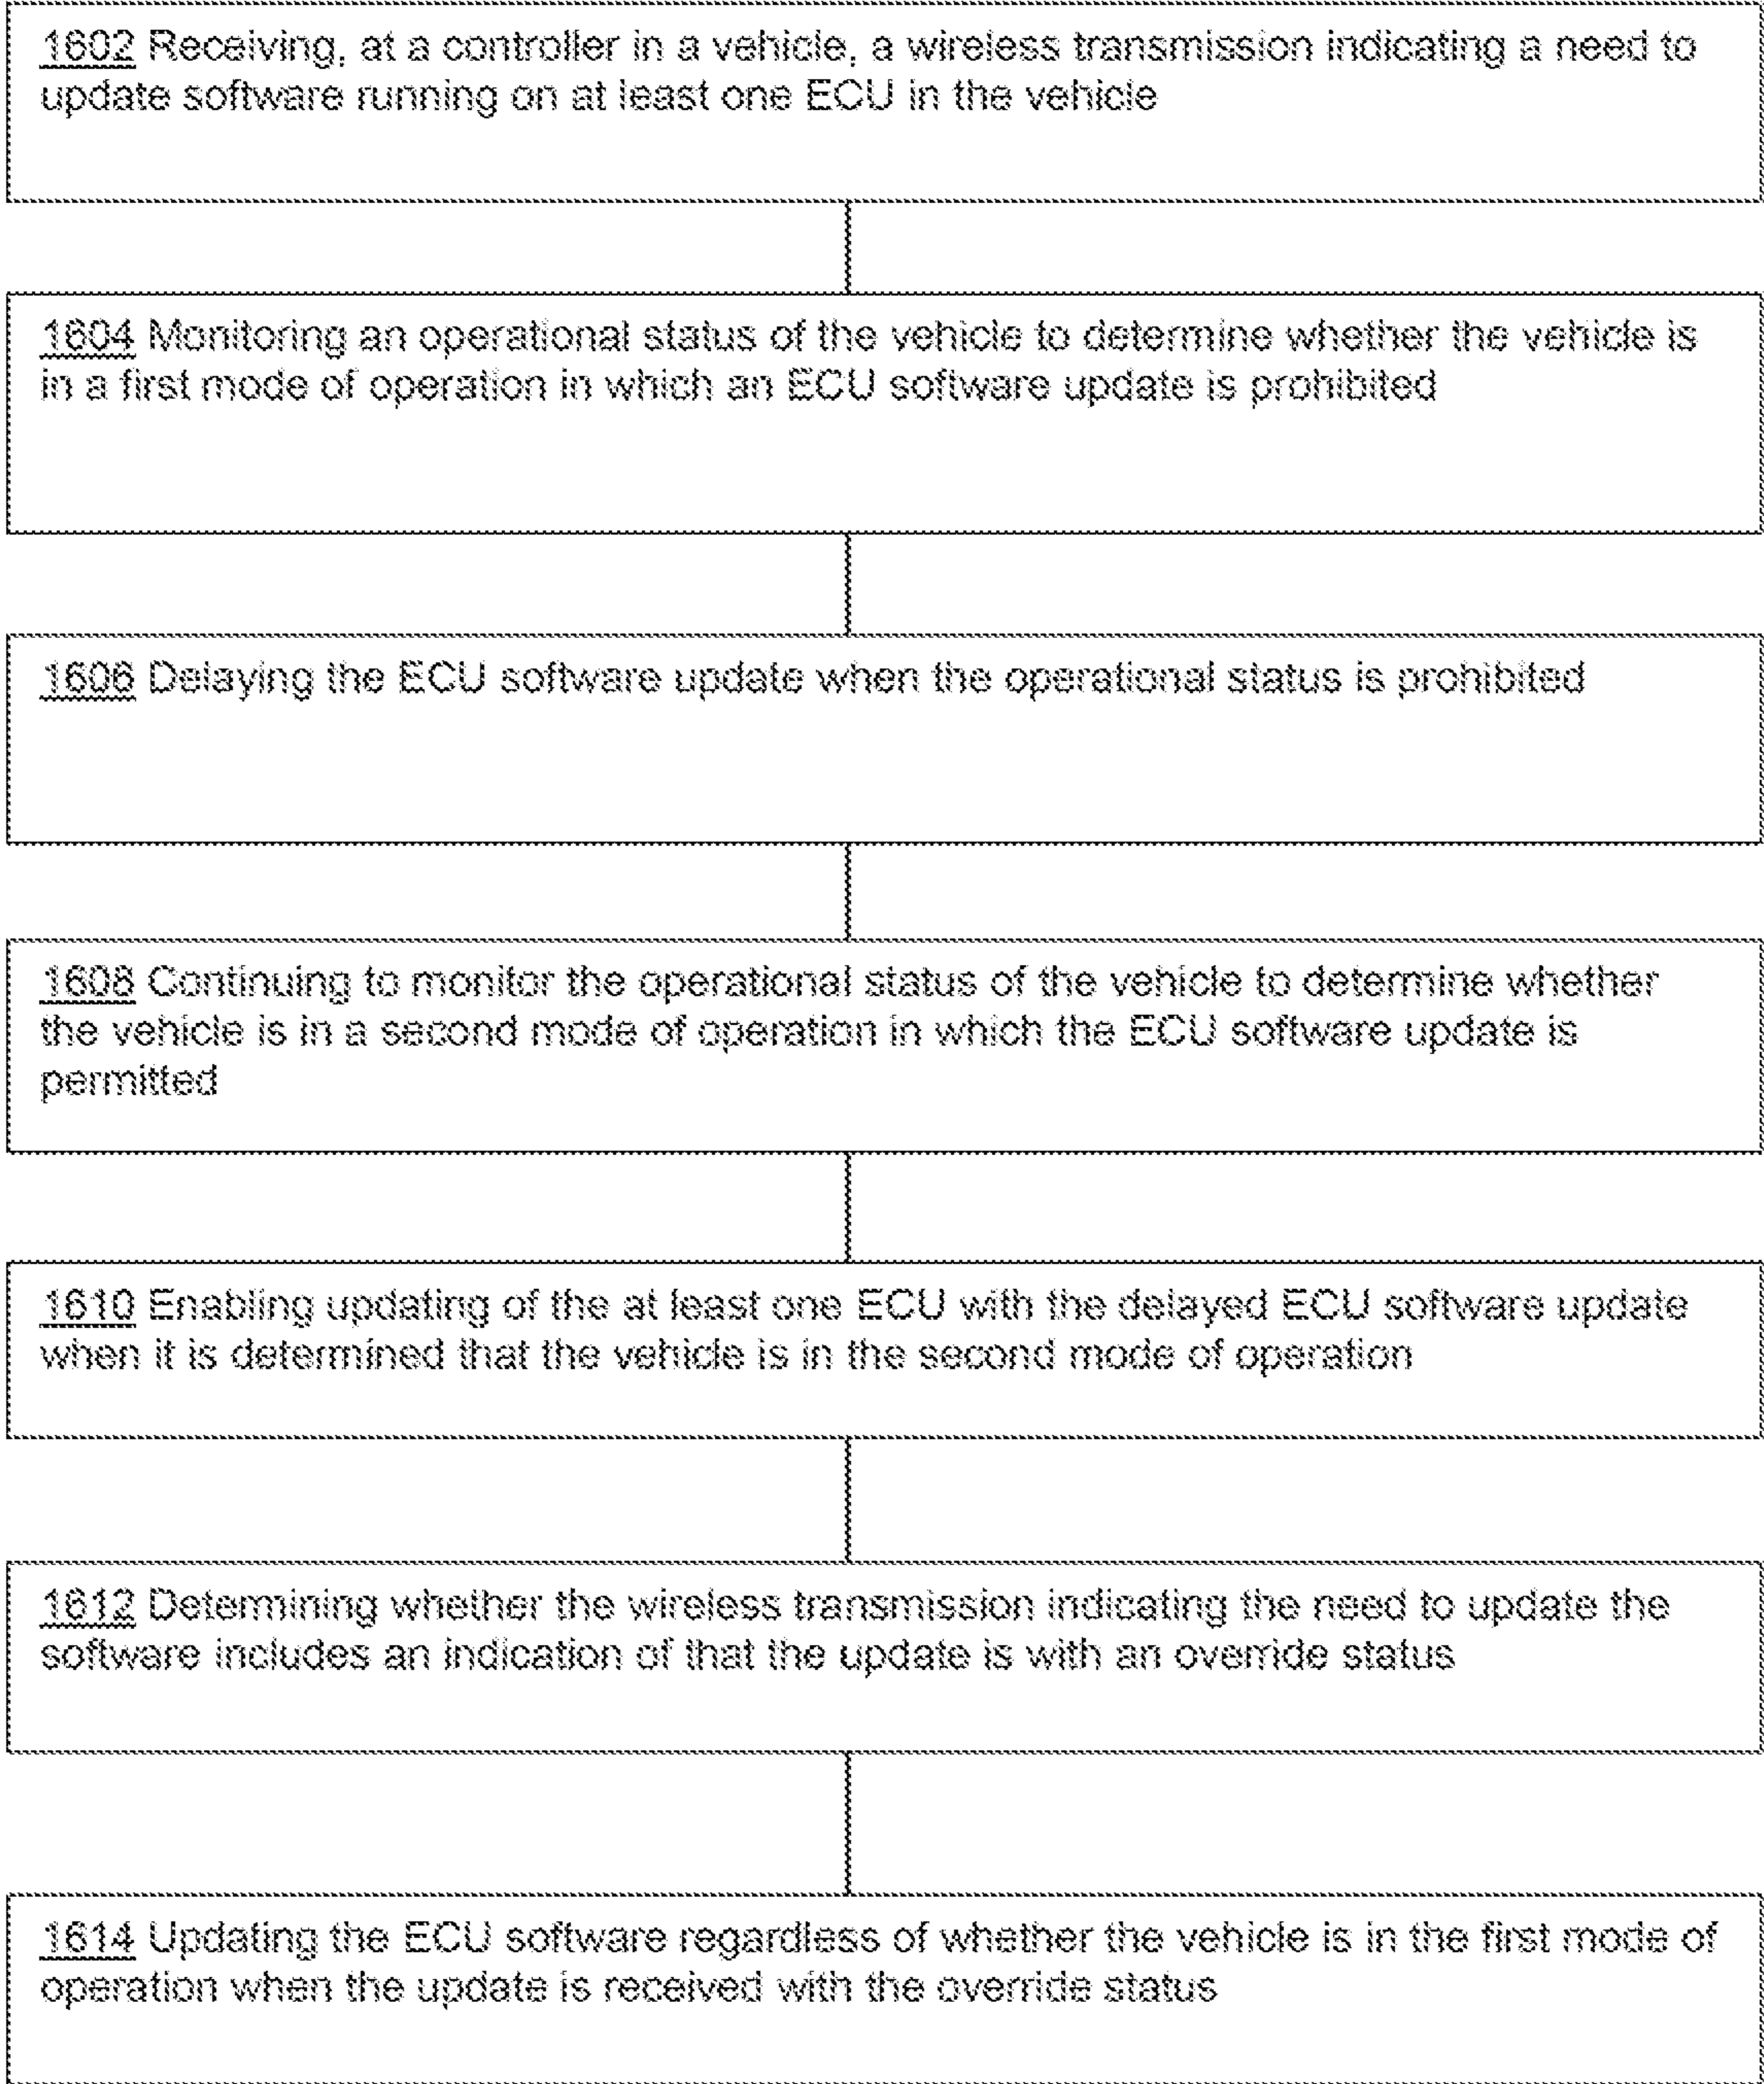 1602 Receiving, at a controller in a vehicle, a wireless transmission indicating a need to
update software running on at least one ECU in the vehicle
1604 Monitoring an operational status of the vehicle to determine whether the vehicle is
in a first mode of operation in which an ECU software update is prohibited
1606 Delaying the ECU software update when the operational status is prohibited
1608 Continuing to monitor the operational status of the vehicle to determine whether
the vehicle is in a second mode of operation in which the ECU software update is
permitted
1610 Enabling updating of the at least one ECU with the delayed ECU software update
when it is determined that the vehicle is in the second mode of operation
1612 Determining whether the wireless transmission indicating the need to update the
software includes an indication of that the update is with an override status
1614 Updating the ECU software regardless of whether the vehicle is in the first mode of
operation when the update is received with the override status